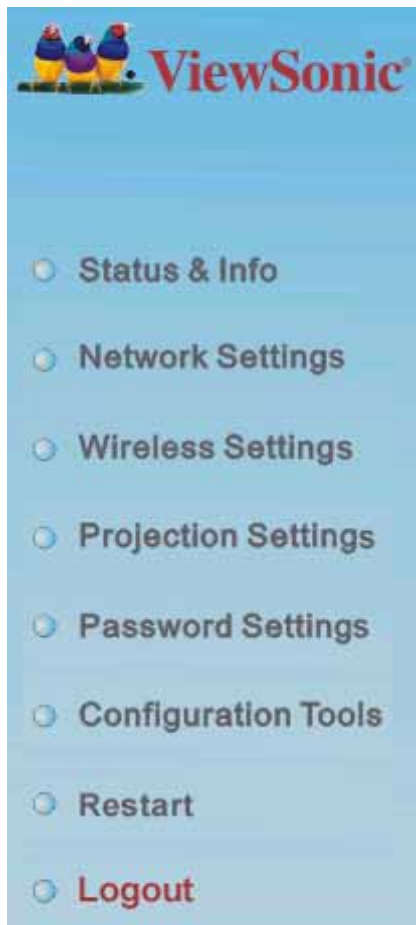 ViewSonic®
Status & Info
Network Settings
Wireless Settings
Projection Settings
Password Settings
Configuration Tools
Restart
Logout